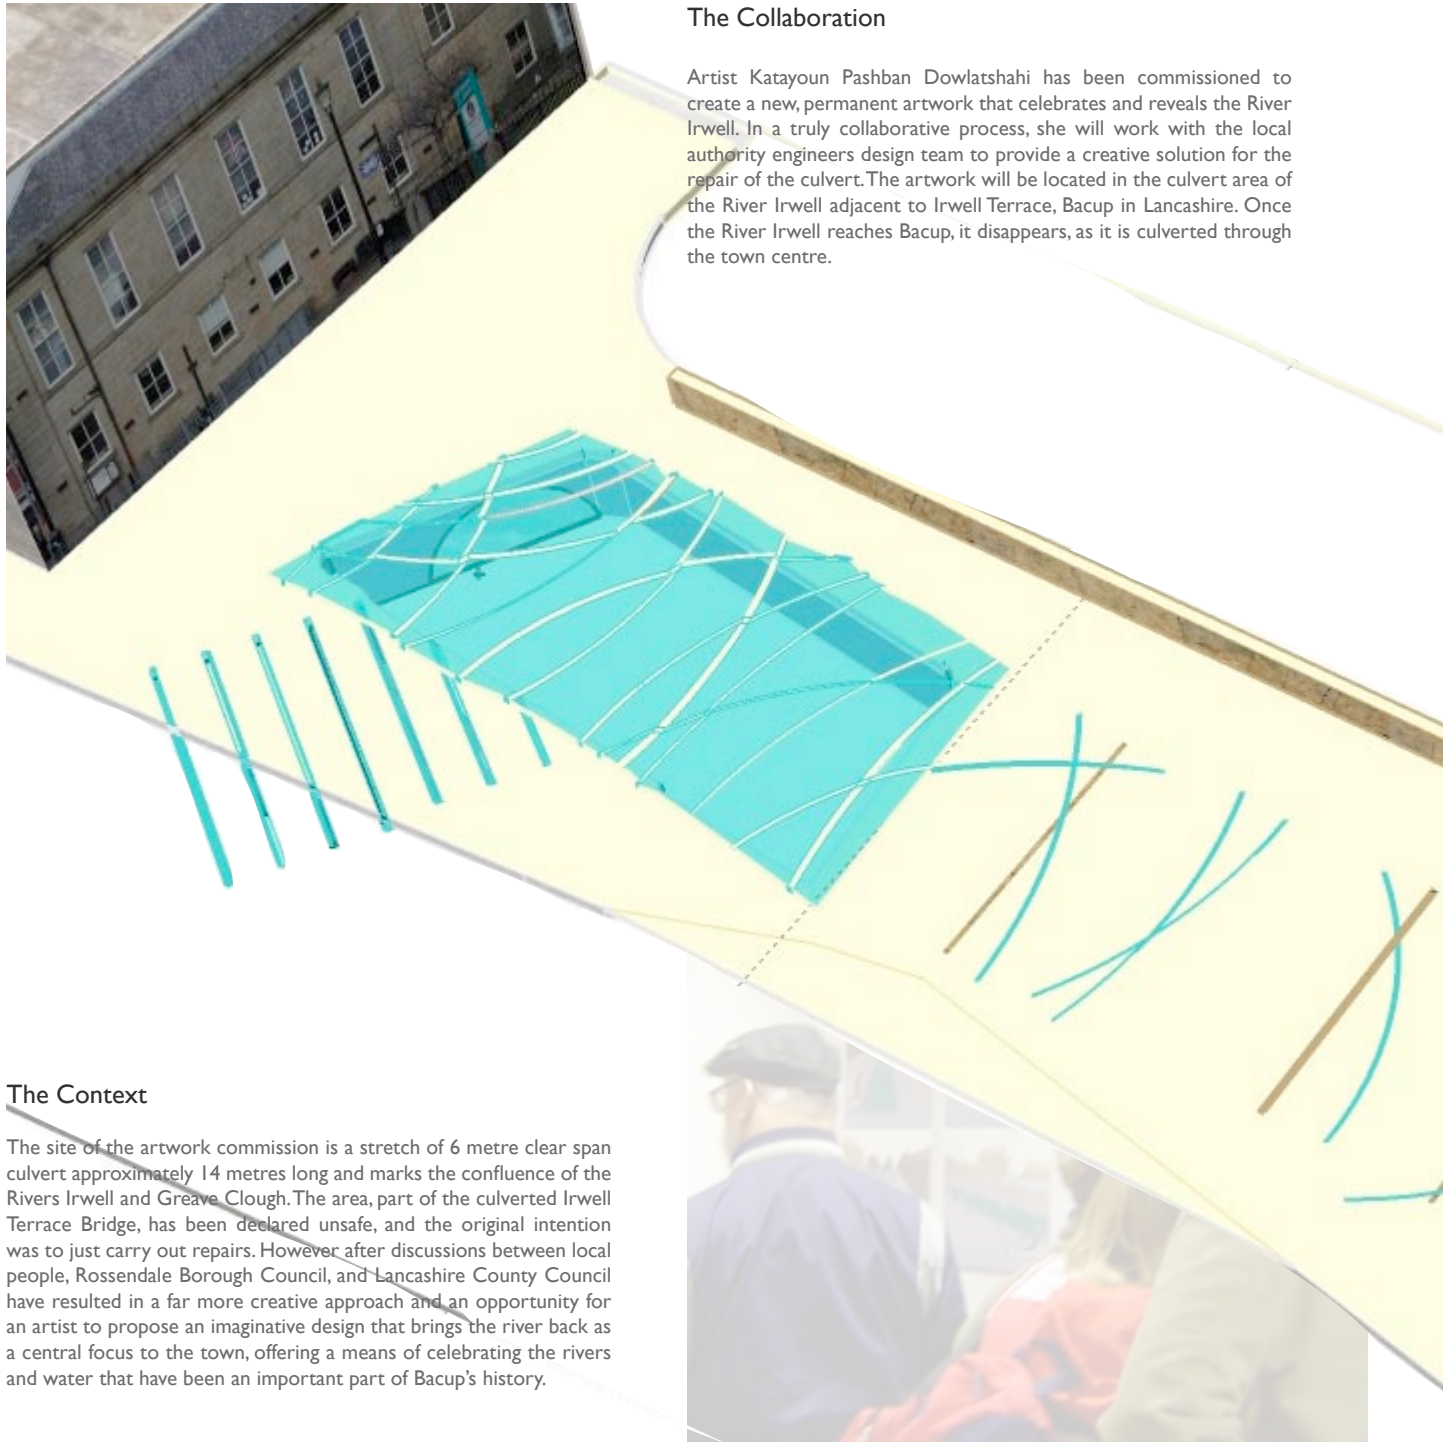 The Collaboration
Artist Katayoun Pashban Dowlatshahi has been commissioned to
create a new, permanent artwork that celebrates and reveals the River
Irwell. In a truly collaborative process, she will work with the local
authority engineers design team to provide a creative solution for the
repair of the culvert. The artwork will be located in the culvert area of
the River Irwell adjacent to Irwell Terrace, Bacup in Lancashire. Once
the River Irwell reaches Bacup, it disappears, as it is culverted through
the town centre.
The Context
The site of the artwork commission is a stretch of 6 metre clear span
culvert approximately 14 metres long and marks the confluence of the
Rivers Irwell and Greave Clough. The area, part of the culverted Irwell
Terrace Bridge, has been declared unsafe, and the original intention
was to just carry out repairs. However after discussions between local
people, Rossendale Borough Council, and Lancashire County Council
have resulted in a far more creative approach and an opportunity for
an artist to propose an imaginative design that brings the river back as
a central focus to the town, offering a means of celebrating the rivers
and water that have been an important part of Bacup's history.